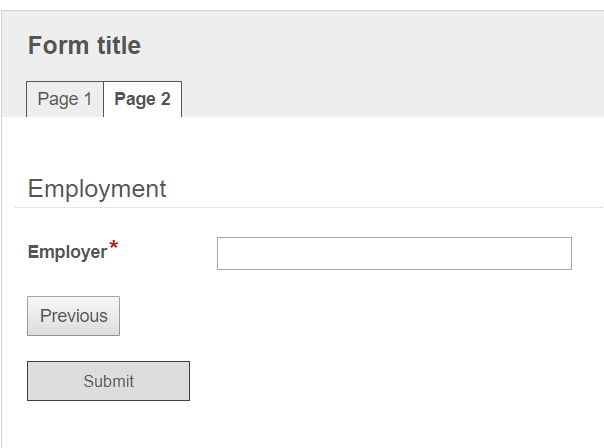 Form title
Page 1 Page 2
Employment
Employer*
Previous
Submit